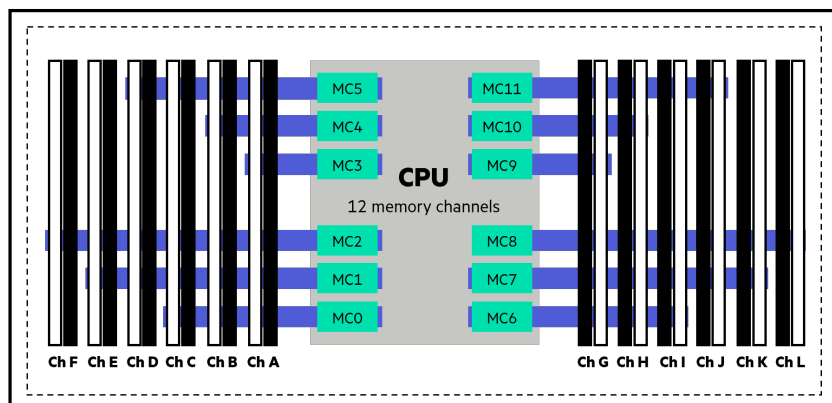 MC5 MC11
MC4 MC10
MC3 MC9
CPU
12 memory channels
MC2 MC8
MC1 MC7
MC0 MC6
Ch F Ch E Ch D Ch C Ch B Ch A Ch G Ch H Ch I Ch J Ch K Ch L